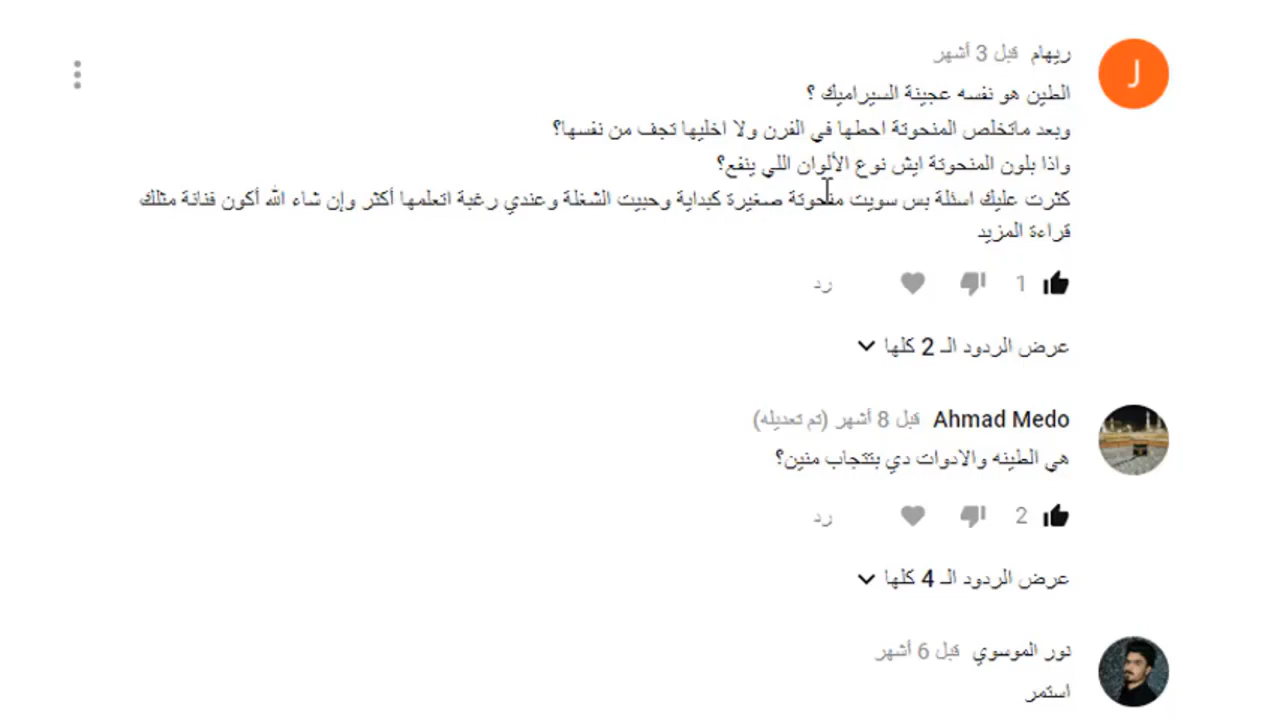 ريهام قبل 3 أشهر
الطين هو نفسه عجينة السيراميك ؟
وبعد ماتخلص المنحوتة احطها في الفرن ولا اخليها تجف من نفسها؟
واذا بلون المنحوتة ايش نوع الألوان اللي ينفع؟
كثرت عليك اسئلة بس سويت منحوتة صغيرة كبداية وحبيت الشغلة وعندي رغبة اتعلمها أكثر وإن شاء الله أكون فنانة مثلك
قراءة المزيد
1 رد
عرض الردود الـ 2 كلها
Ahmad Medo قبل 8 أشهر (تم تعديله)
هي الطينه والادوات دي بتتجاب منين؟
2 رد
عرض الردود الـ 4 كلها
نور الموسوي قبل 6 أشهر
استمر